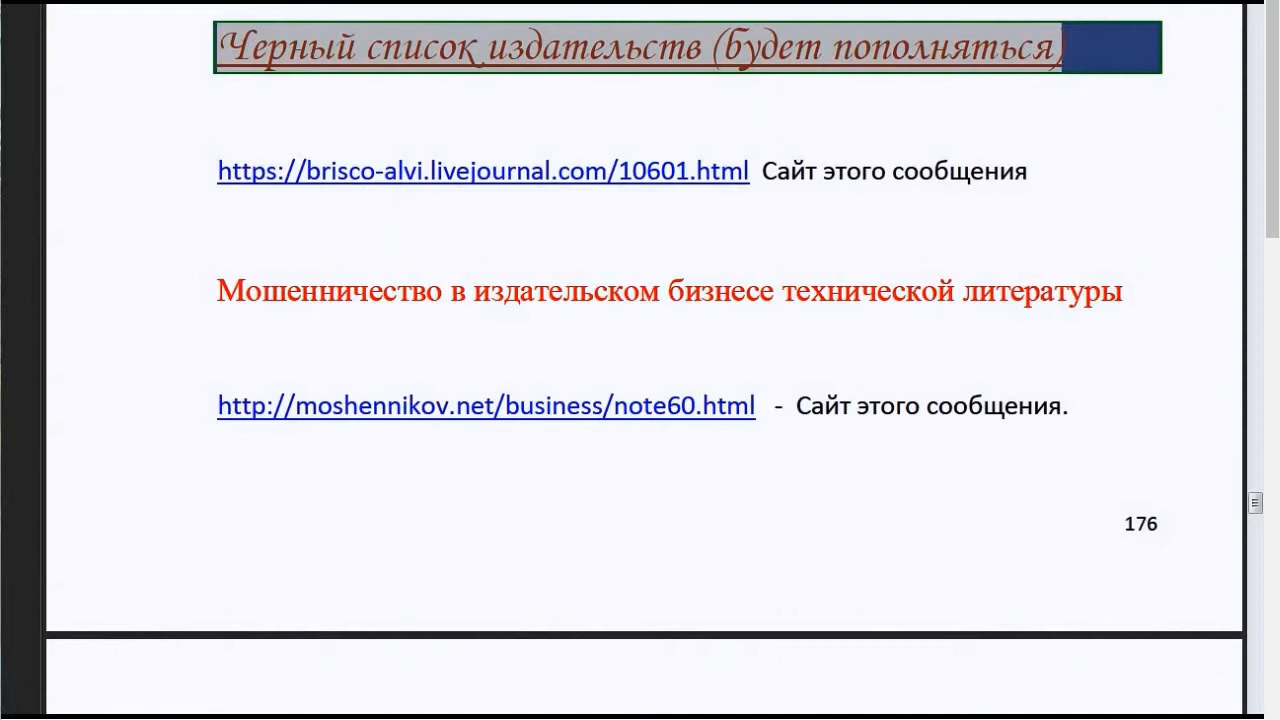 Черный список издательств (будет пополняться)
https://brisco-alvi.livejournal.com/10601.html Сайт этого сообщения
Мошенничество в издательском бизнесе технической литературы
http://moshennikov.net/business/note60.html - Сайт этого сообщения.
176